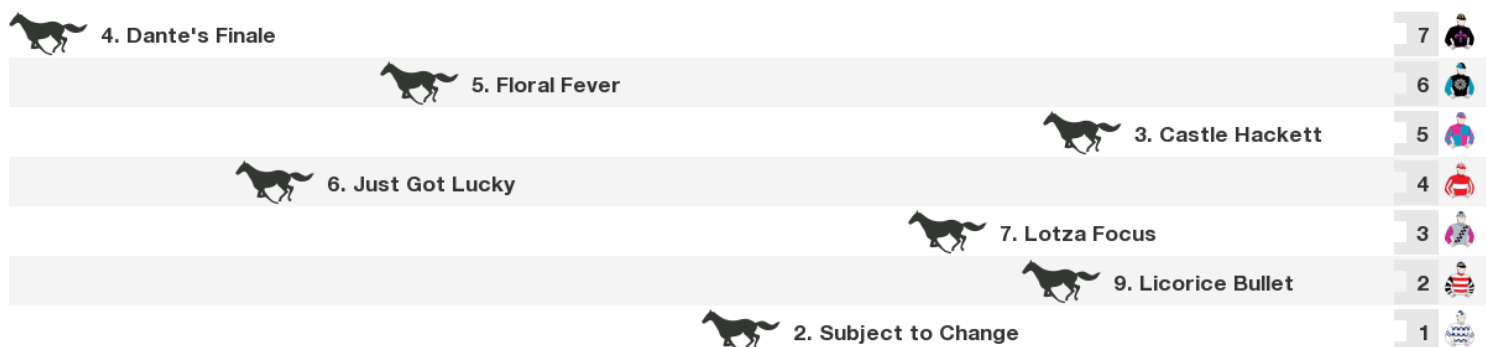 4. Dante's Finale 7
5. Floral Fever 6
3. Castle Hackett 5
6. Just Got Lucky 4
7. Lotza Focus 3
9. Licorice Bullet 2
2. Subject to Change 1